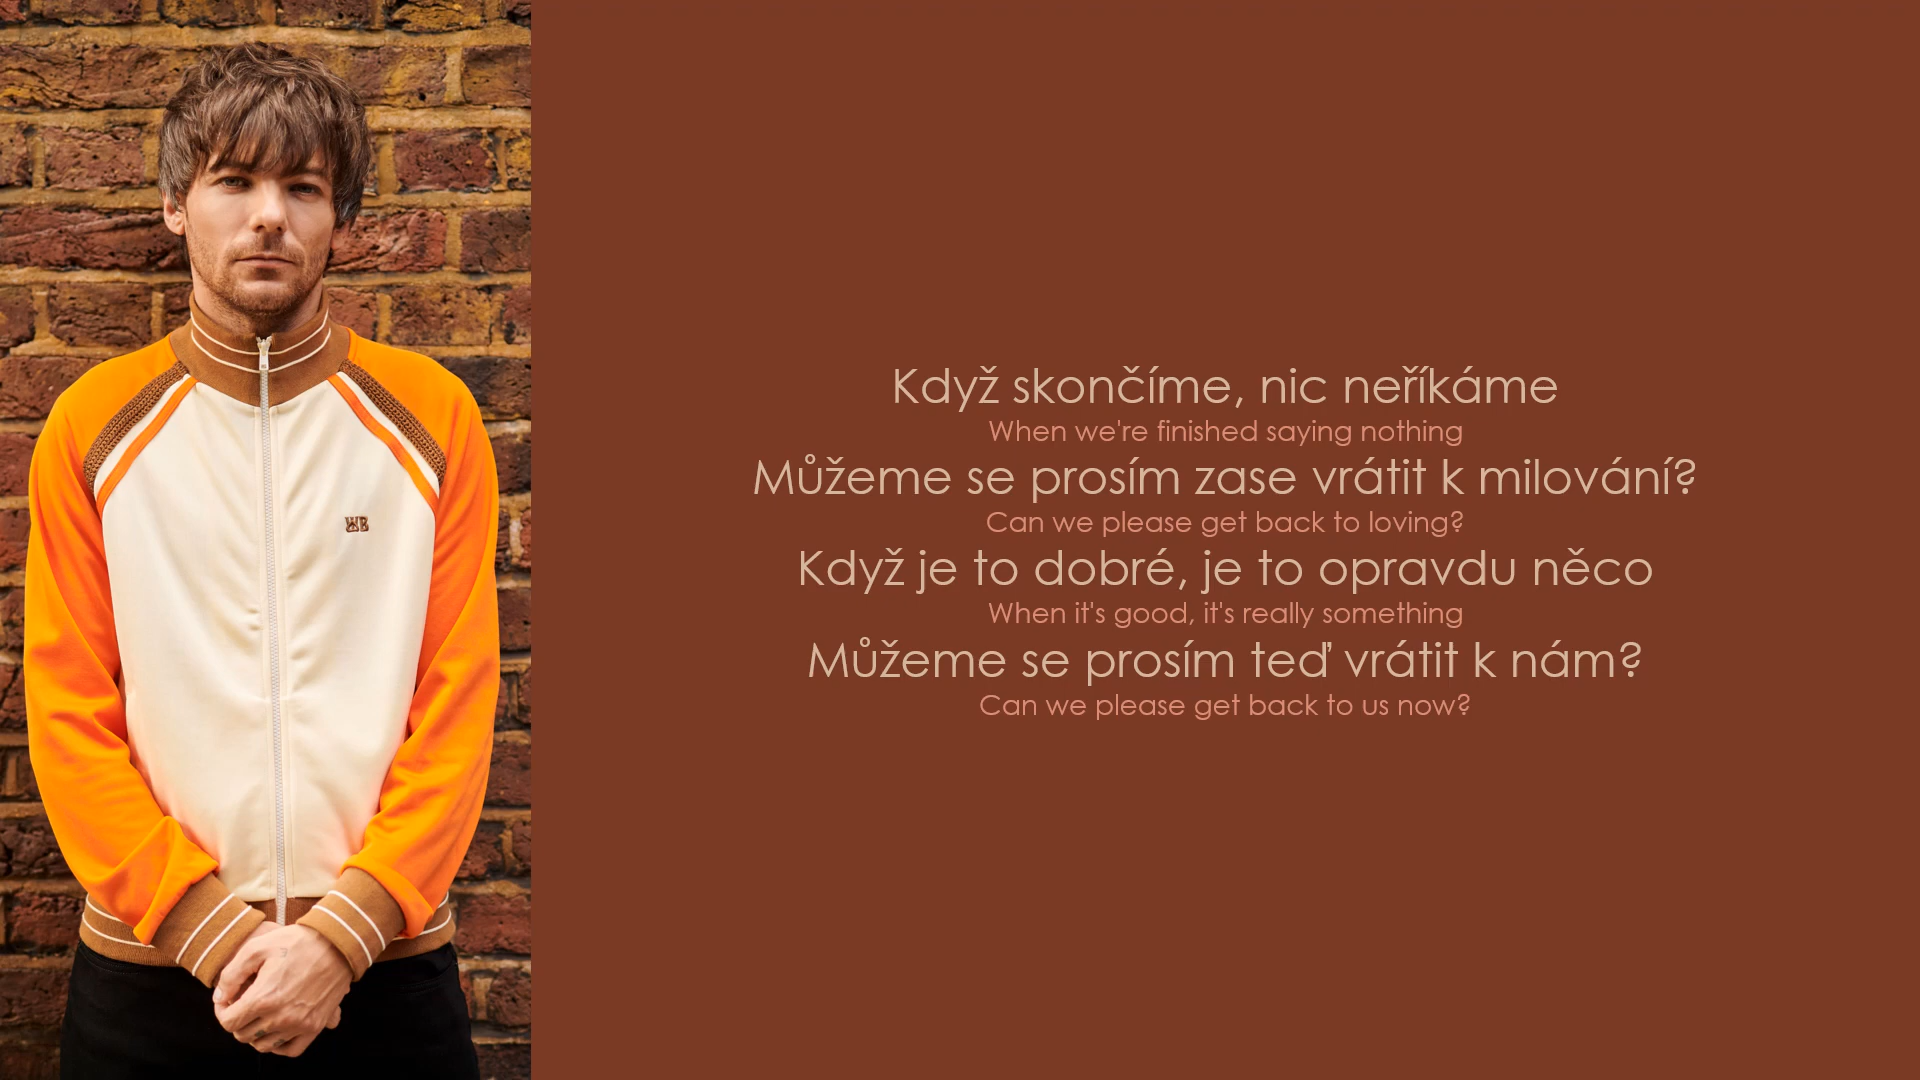 Když skončíme, nic neříkáme
When we're finished saying nothing
Můžeme se prosím zase vrátit k milování?
Can we please get back to loving?
Když je to dobré, je to opravdu něco
When it's good, it's really something
Můžeme se prosím teď vrátit k nám?
Can we please get back to us now?
WB